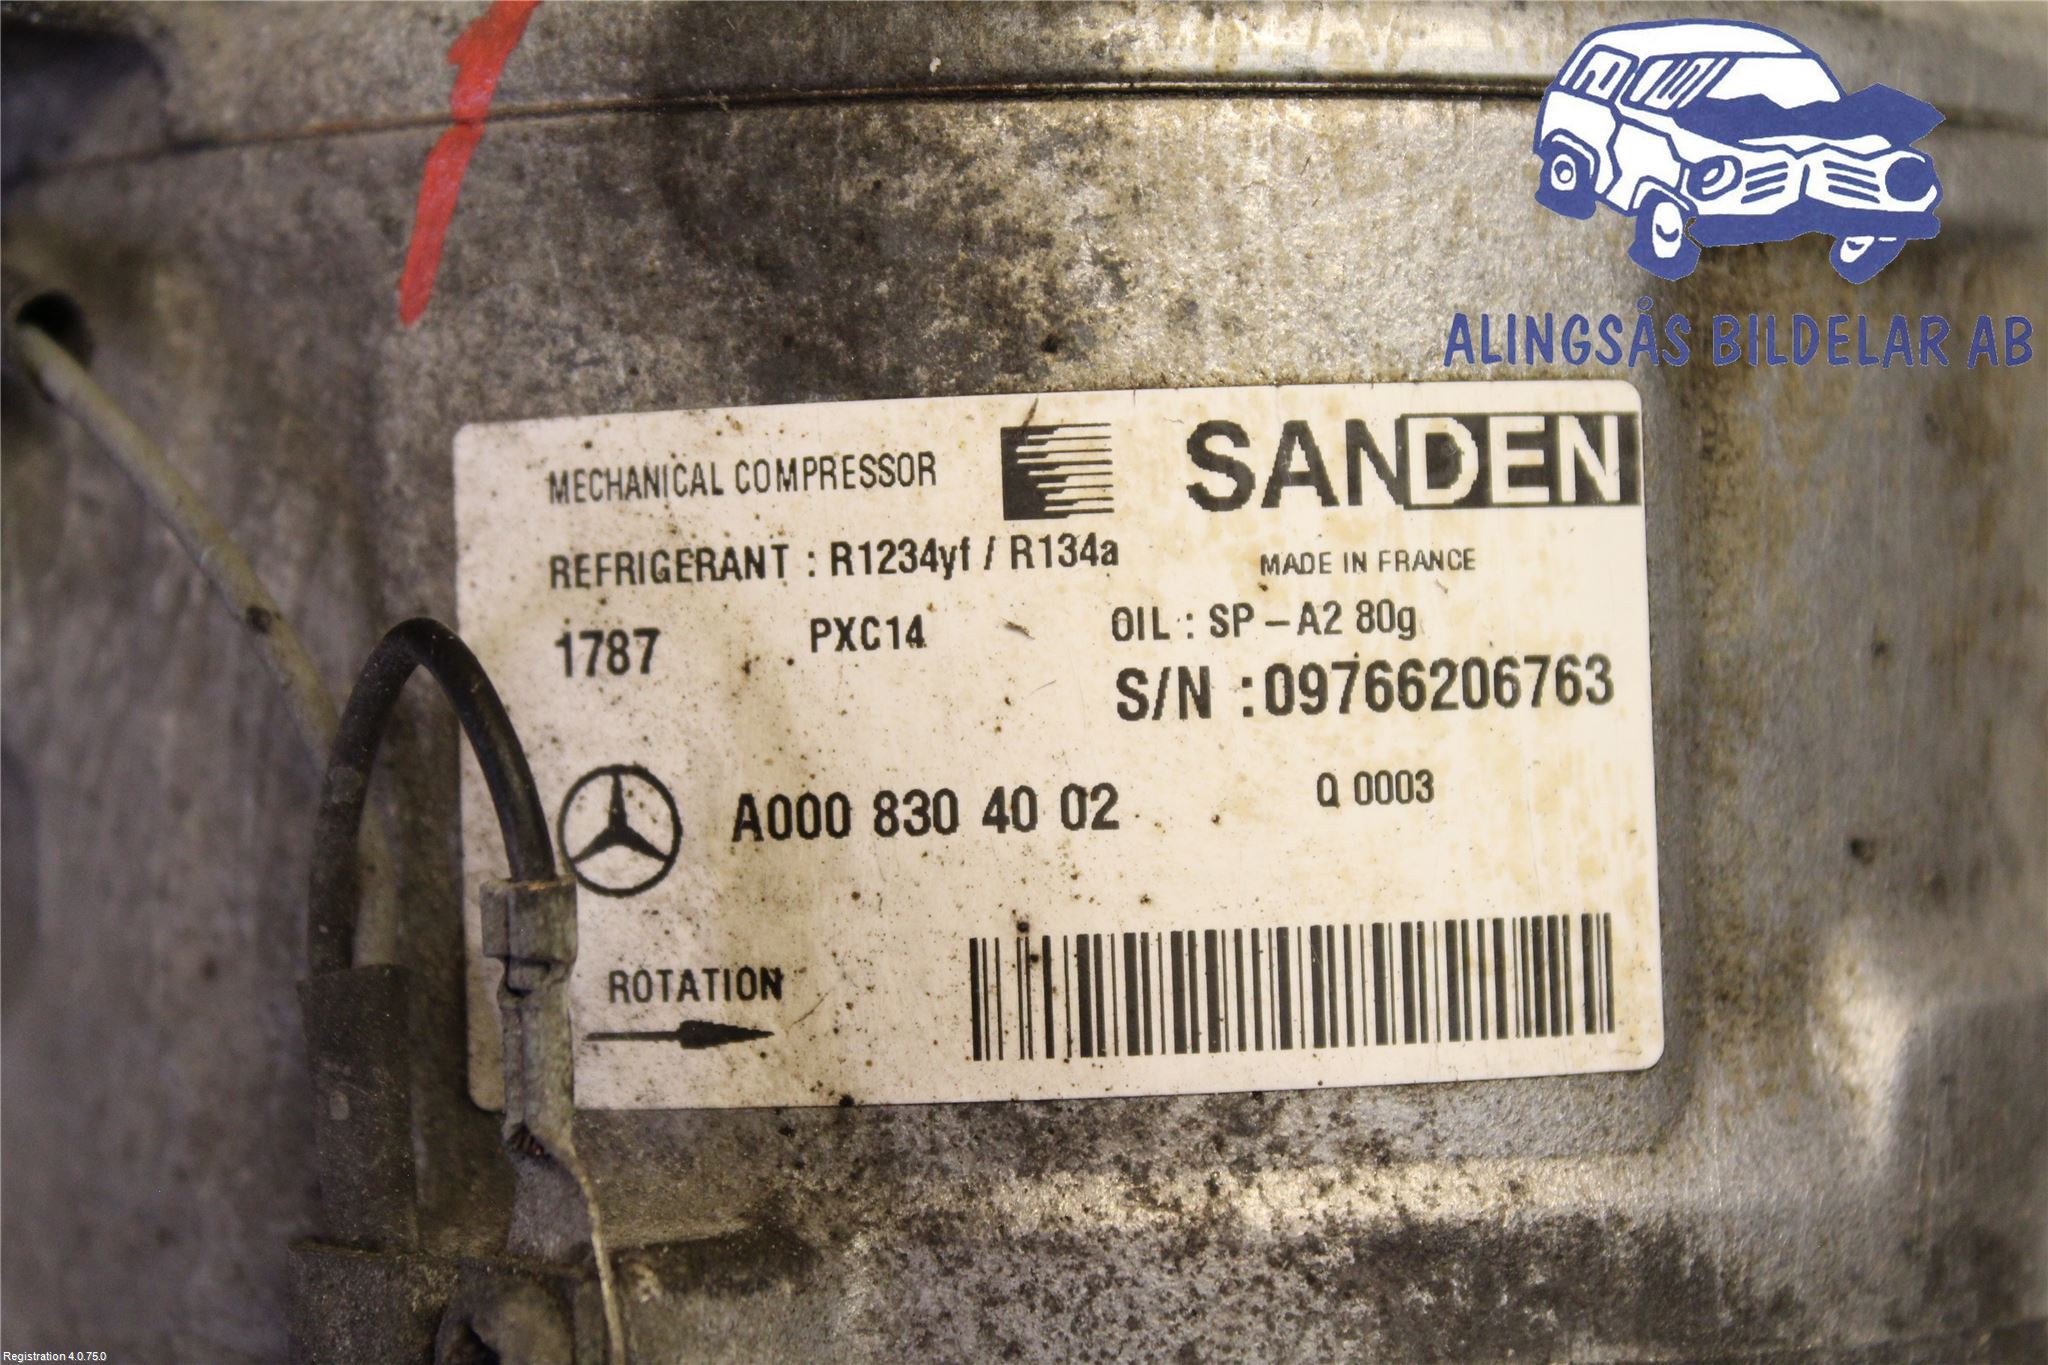 ALINGSÅS BILDELAR AB
MECHANICAL COMPRESSOR
SANDEN
REFRIGERANT : R1234yf / R134a
MADE IN FRANCE
1787 PXC14 OIL : SP – A2 80g
S/N : 09766206763
A000 830 40 02
Q 0003
ROTATION
Registration 4.0.75.0